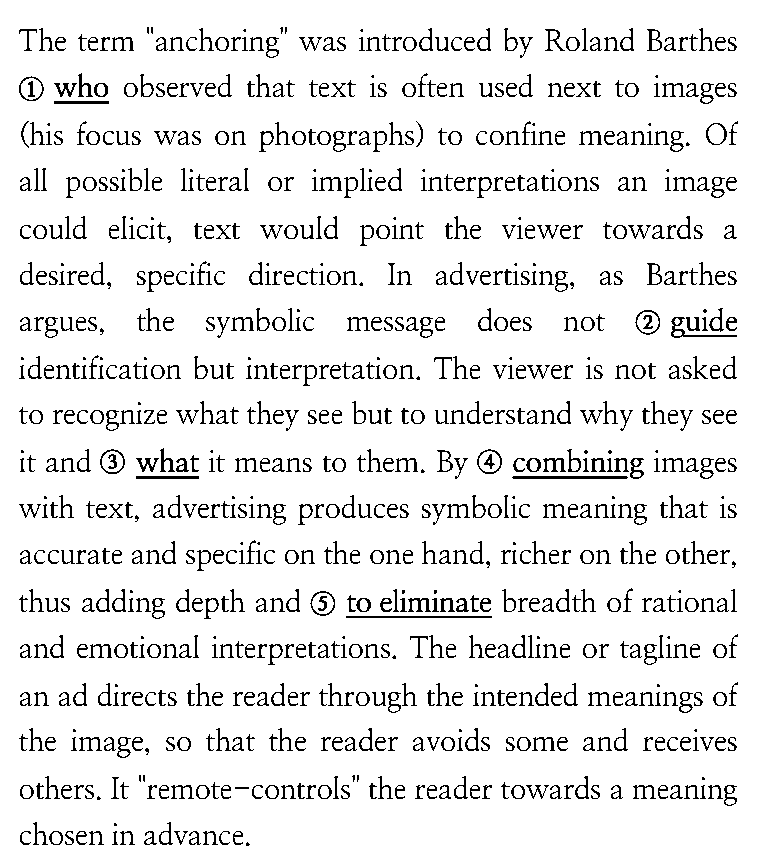 The term "anchoring" was introduced by Roland Barthes
① who observed that text is often used next to images
(his focus was on photographs) to confine meaning. Of
all possible literal or implied interpretations an image
could elicit, text would point the viewer towards a
desired, specific direction. In advertising, as Barthes
argues, the symbolic message does not ② guide
identification but interpretation. The viewer is not asked
to recognize what they see but to understand why they see
it and ③ what it means to them. By ④ combining images
with text, advertising produces symbolic meaning that is
accurate and specific on the one hand, richer on the other,
thus adding depth and ⑤ to eliminate breadth of rational
and emotional interpretations. The headline or tagline of
an ad directs the reader through the intended meanings of
the image, so that the reader avoids some and receives
others. It "remote-controls" the reader towards a meaning
chosen in advance.